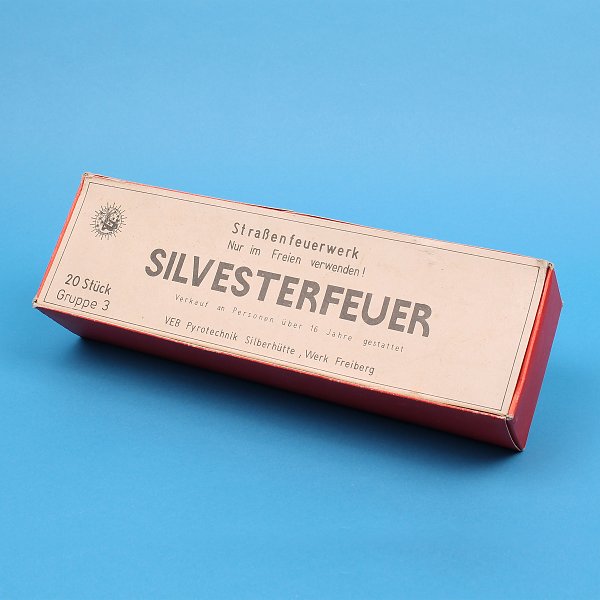 Straßenfeuerwerk
Nur im Freien verwenden!
SILVESTERFEUER
Verkauf an Personen über 16 Jahre gestattet
VEB Pyrotechnik Silberhütte, Werk Freiberg
20 Stück
Gruppe 3